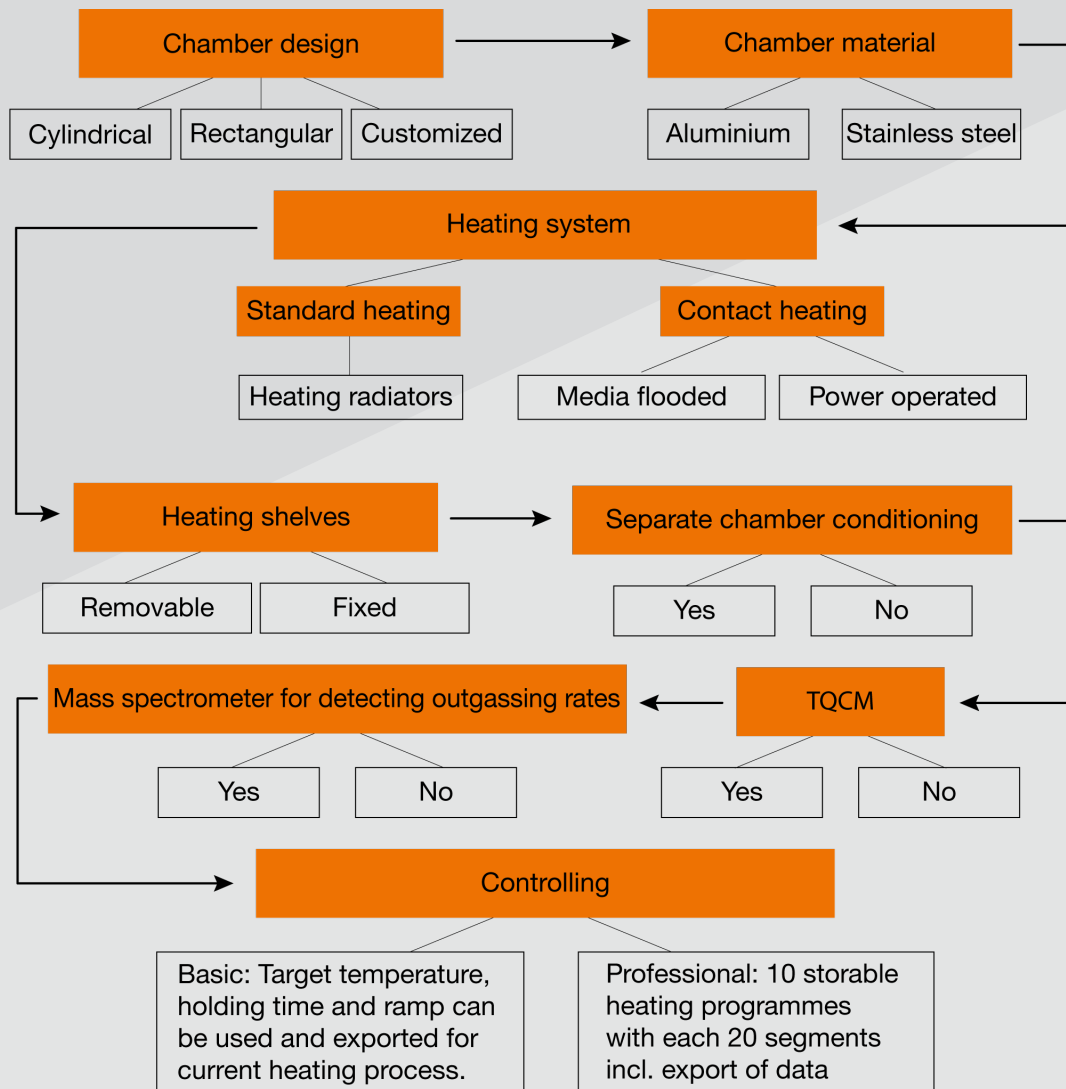 Chamber design
Chamber material
Cylindrical
Rectangular
Customized
Aluminium
Stainless steel
Heating system
Standard heating
Contact heating
Heating radiators
Media flooded
Power operated
Heating shelves
Separate chamber conditioning
Removable
Fixed
Yes
No
Mass spectrometer for detecting outgassing rates
TQCM
Yes
No
Yes
No
Controlling
Basic: Target temperature,
holding time and ramp can
be used and exported for
current heating process.
Professional: 10 storable
heating programmes
with each 20 segments
incl. export of data